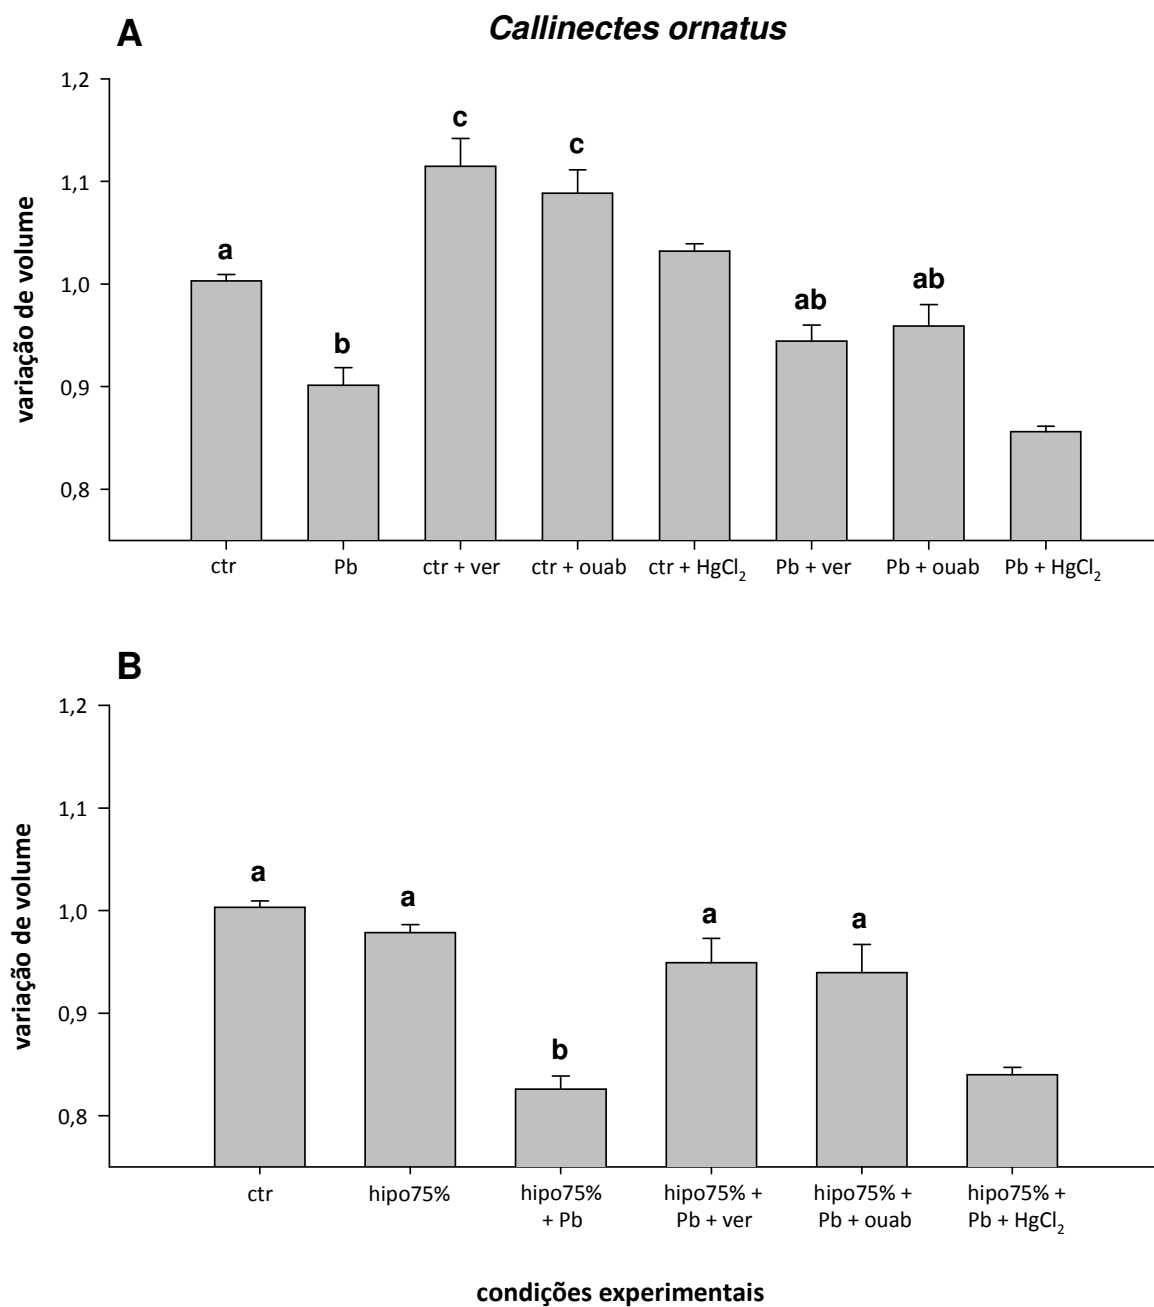 A
Callinectes ornatus
variação de volume
1,2
1,1
1,0
0,9
0,8
a
b
c
c
ab
ab
ctr
Pb
ctr + ver
ctr + ouab
ctr + HgCl₂
Pb + ver
Pb + ouab
Pb + HgCl₂
B
variação de volume
1,2
1,1
1,0
0,9
0,8
a
a
b
a
a
ctr
hipo75%
hipo75%
+ Pb
hipo75% +
Pb + ver
hipo75% +
Pb + ouab
hipo75% +
Pb + HgCl₂
condições experimentais